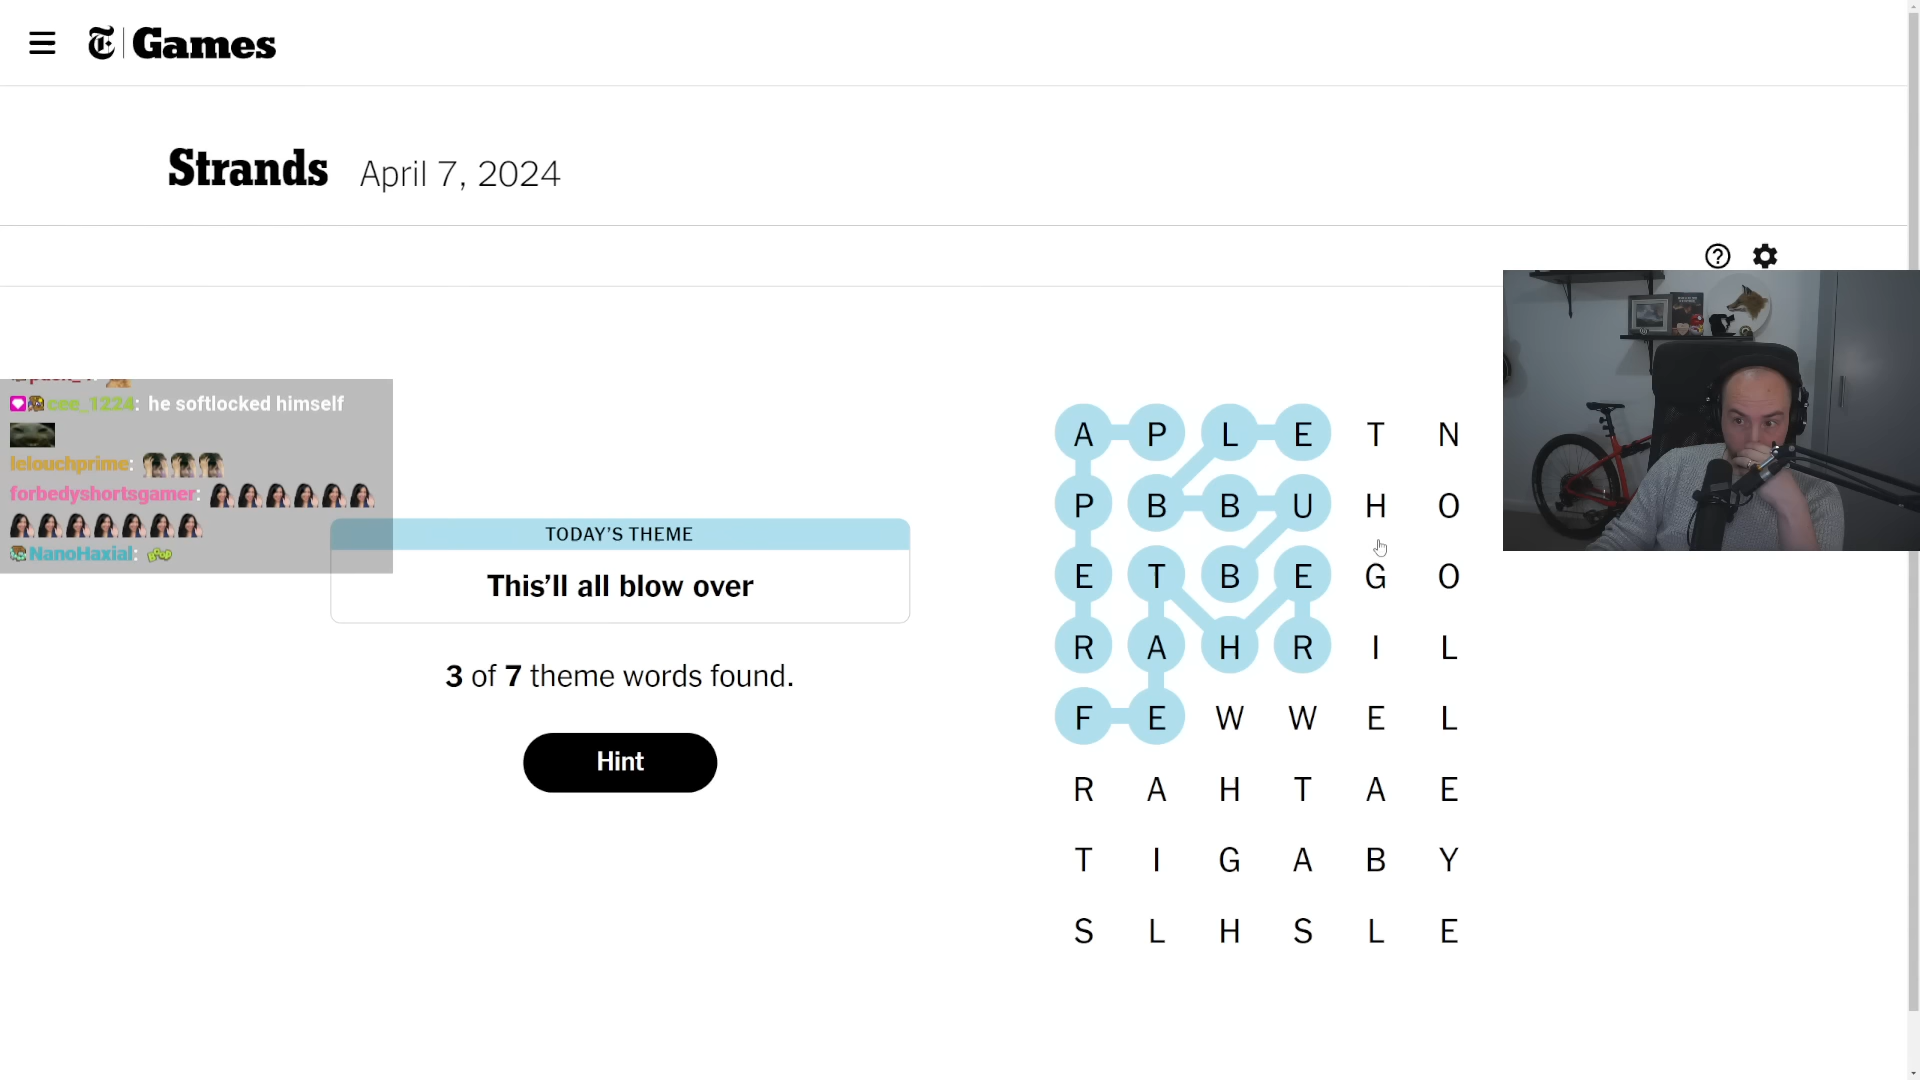 Games
Strands April 7, 2024
cee_1224: he softlocked himself
lelouchprime:
forbedyshortsgamer:
NanoHaxial:
TODAY'S THEME
This'll all blow over
3 of 7 theme words found.
Hint
A P L E T N
P B B U H O
E T B E G O
R A H R I L
F E W W E L
R A H T A E
T I G A B Y
S L H S L E